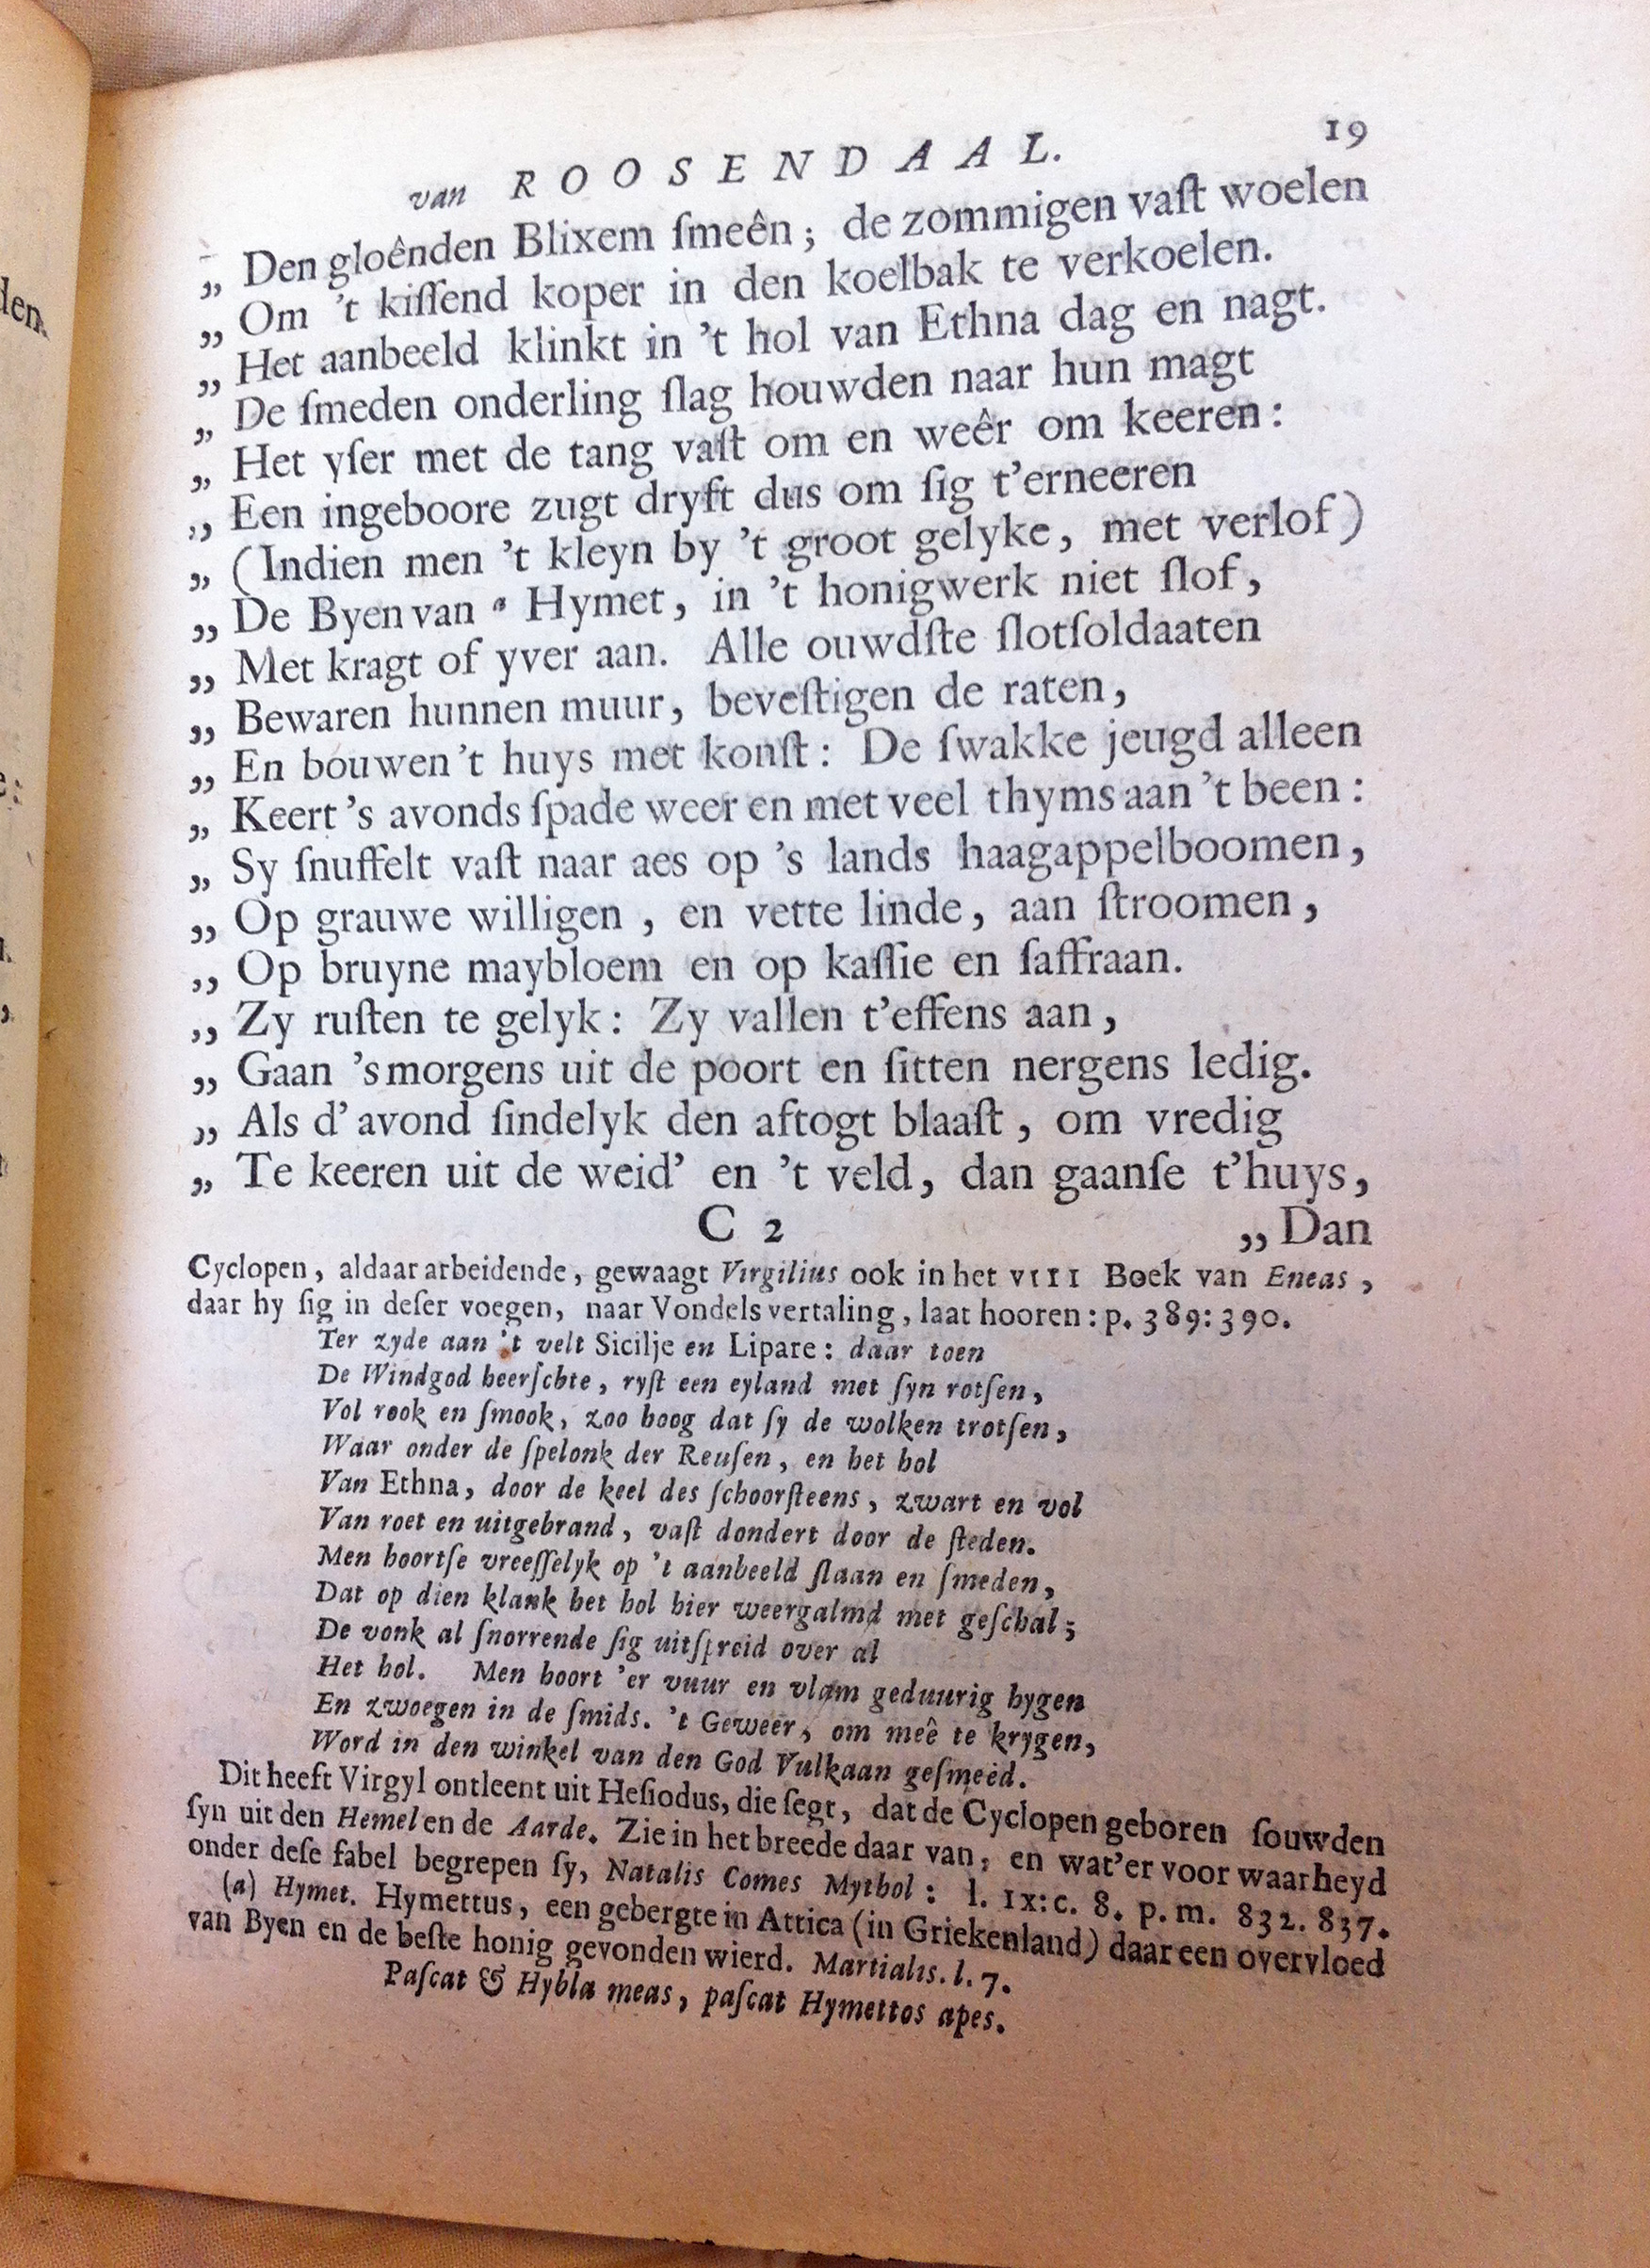 van ROOSENDAAL. 19
„ Den gloênden Blixem ſmeên; de zommigen vaſt woelen
„ Om 't kiſſend koper in den koelbak te verkoelen.
„ Het aanbeeld klinkt in 't hol van Ethna dag en nagt.
„ De ſmeden onderling ſlag houwden naar hun magt
„ Het yſer met de tang vaſt om en weêr om keeren:
„ Een ingeboore zugt dryft dus om ſig t'erneeren
„ (Indien men 't kleyn by 't groot gelyke, met verlof)
„ De Byen van ª Hymet, in 't honigwerk niet ſlof,
„ Met kragt of yver aan. Alle ouwdſte ſlotſoldaaten
„ Bewaren hunnen muur, beveſtigen de raten,
„ En bouwen 't huys met konſt: De ſwakke jeugd alleen
„ Keert 's avonds ſpade weer en met veel thyms aan 't been:
„ Sy ſnuffelt vaſt naar aes op 's lands haagappelboomen,
„ Op grauwe willigen, en vette linde, aan ſtroomen,
„ Op bruyne maybloem en op kaſſie en ſaffraan.
„ Zy ruſten te gelyk: Zy vallen t'effens aan,
„ Gaan 's morgens uit de poort en ſitten nergens ledig.
„ Als d'avond ſindelyk den aftogt blaaſt, om vredig
„ Te keeren uit de weid' en 't veld, dan gaanſe t'huys,
C 2 „ Dan
Cyclopen, aldaar arbeidende, gewaagt Virgilius ook in het VIII Boek van Eneas,
daar hy ſig in deſer voegen, naar Vondels vertaling, laat hooren: p. 389: 390.
Ter zyde aan 't velt Sicilje en Lipare: daar toen
De Windgod heerſchte, ryſt een eyland met ſyn rotſen,
Vol rook en ſmook, zoo hoog dat ſy de wolken trotſen,
Waar onder de ſpelonk der Reuſen, en het hol
Van Ethna, door de keel des ſchoorſteens, zwart en vol
Van roet en uitgebrand, vaſt dondert door de ſteden.
Men hoortſe vreeſſelyk op 't aanbeeld ſlaan en ſmeden,
Dat op dien klank het hol hier weergalmd met geſchal;
De vonk al ſnorrende ſig uitſpreid over al
Het hol. Men hoort 'er vuur en vlam geduurig hygen
En zwoegen in de ſmids. 't Geweer, om meê te krygen,
Word in den winkel van den God Vulkaan geſmeed.
Dit heeft Virgyl ontleent uit Heſiodus, die ſegt, dat de Cyclopen geboren ſouwden
ſyn uit den Hemel en de Aarde. Zie in het breede daar van, en wat'er voor waarheyd
onder deſe fabel begrepen ſy, Natalis Comes Mythol: l. IX: c. 8. p. m. 832. 837.
(a) Hymet. Hymettus, een gebergte in Attica (in Griekenland) daar een overvloed
van Byen en de beſte honig gevonden wierd. Martialis. l. 7.
Paſcat & Hybla meas, paſcat Hymettos apes.